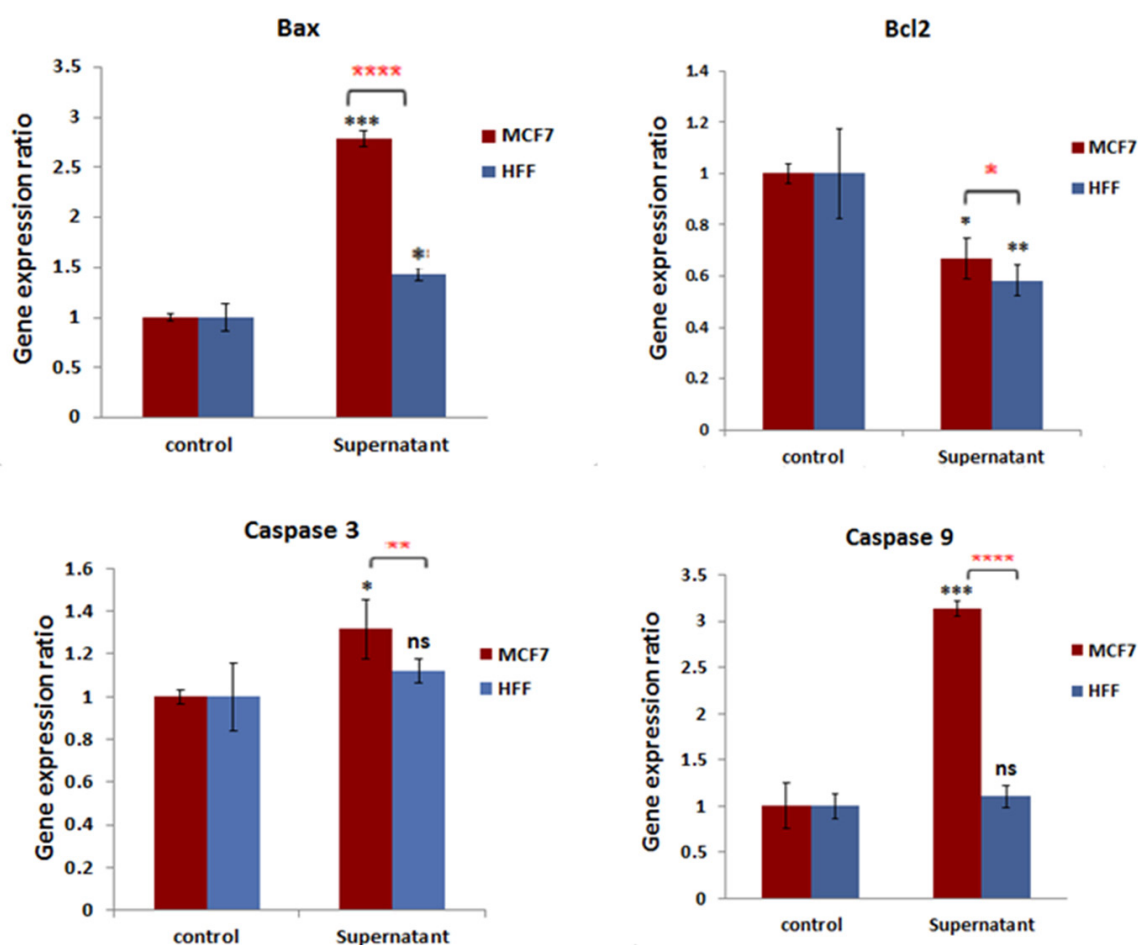 Bax
Gene expression ratio
3.5
3
2.5
2
1.5
1
0.5
0
****
***
*
control
Supernatant
MCF7
HFF
Bcl2
Gene expression ratio
1.4
1.2
1
0.8
0.6
0.4
0.2
0
*
*
**
control
Supernatant
MCF7
HFF
Caspase 3
Gene expression ratio
1.6
1.4
1.2
1
0.8
0.6
0.4
0.2
0
**
*
ns
control
Supernatant
MCF7
HFF
Caspase 9
Gene expression ratio
3.5
3
2.5
2
1.5
1
0.5
0
****
***
ns
control
Supernatant
MCF7
HFF